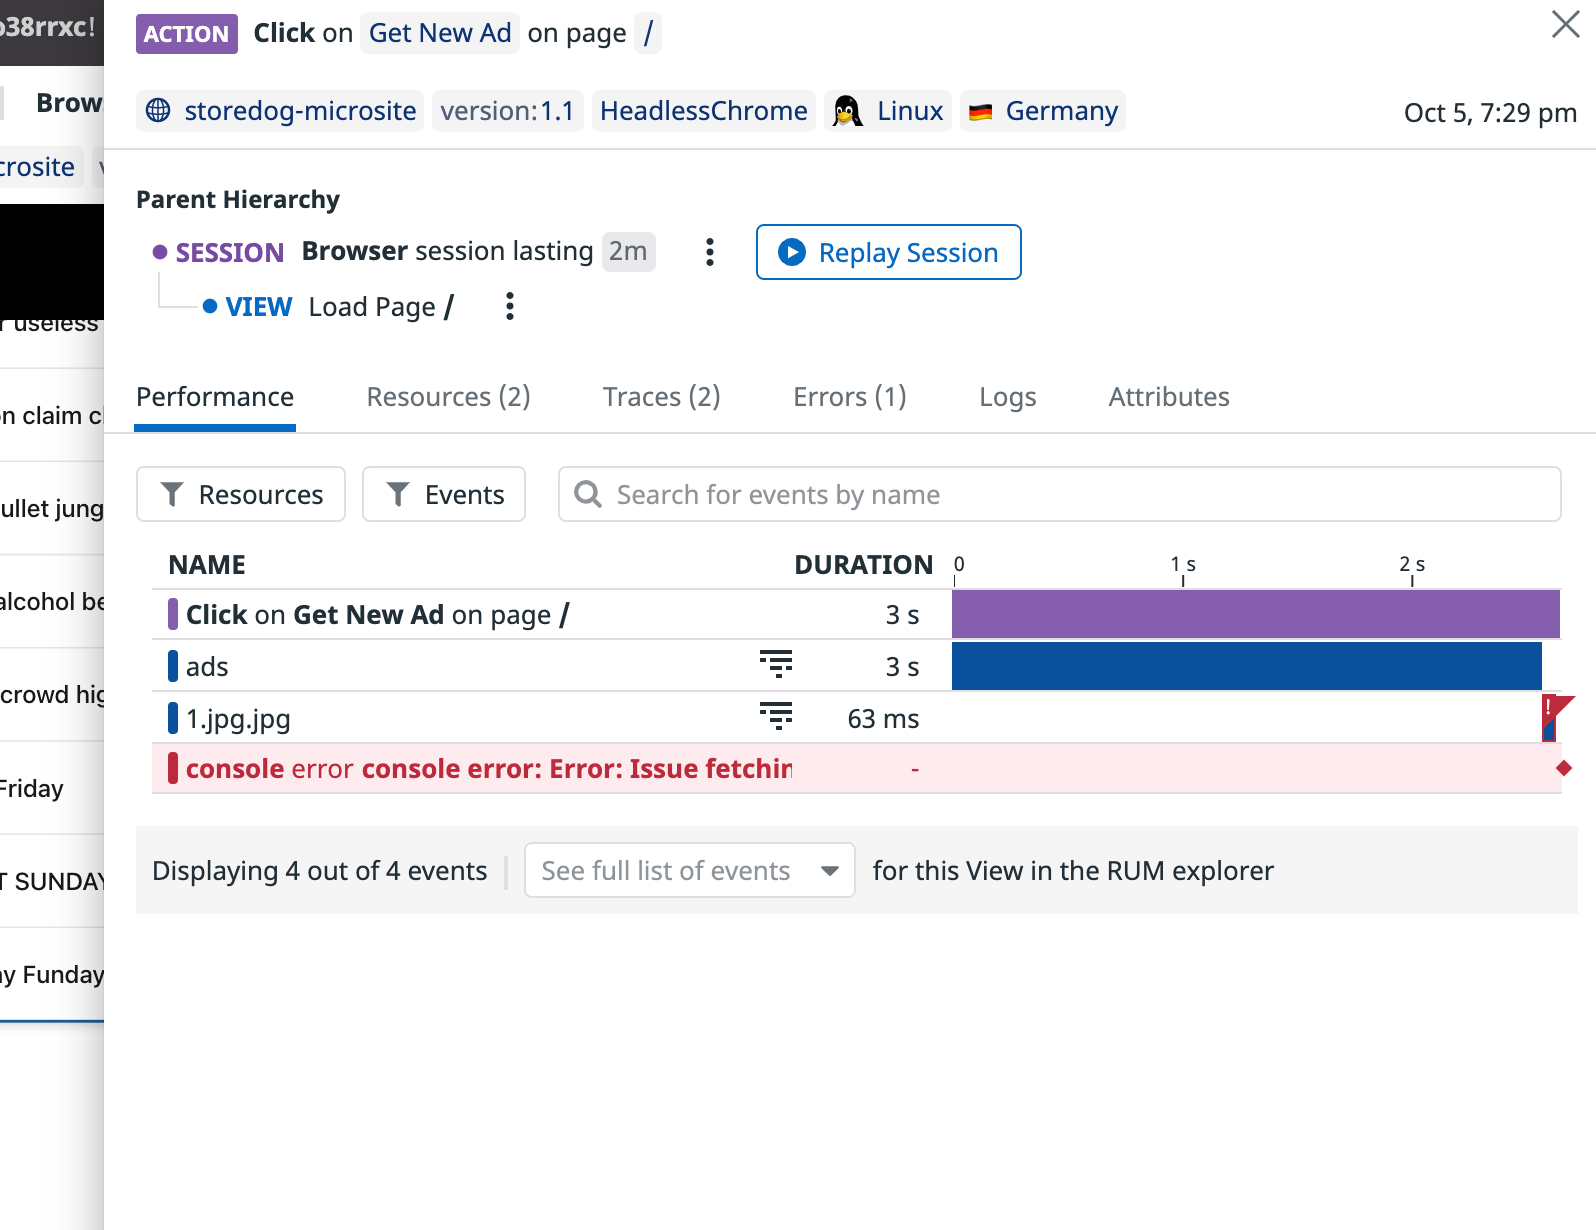 38rrxc!
Brow
crosite
r useless
n claim c
ullet jung
alcohol be
crowd hig
Friday
T SUNDAY
y Funday
ACTION Click on Get New Ad on page /
storedog-microsite version:1.1 HeadlessChrome Linux Germany Oct 5, 7:29 pm
Parent Hierarchy
SESSION Browser session lasting 2m Replay Session
VIEW Load Page /
Performance Resources (2) Traces (2) Errors (1) Logs Attributes
Resources Events Search for events by name
NAME DURATION 0 1 s 2 s
Click on Get New Ad on page / 3 s
ads 3 s
1.jpg.jpg 63 ms !
console error console error: Error: Issue fetchin -
Displaying 4 out of 4 events See full list of events for this View in the RUM explorer